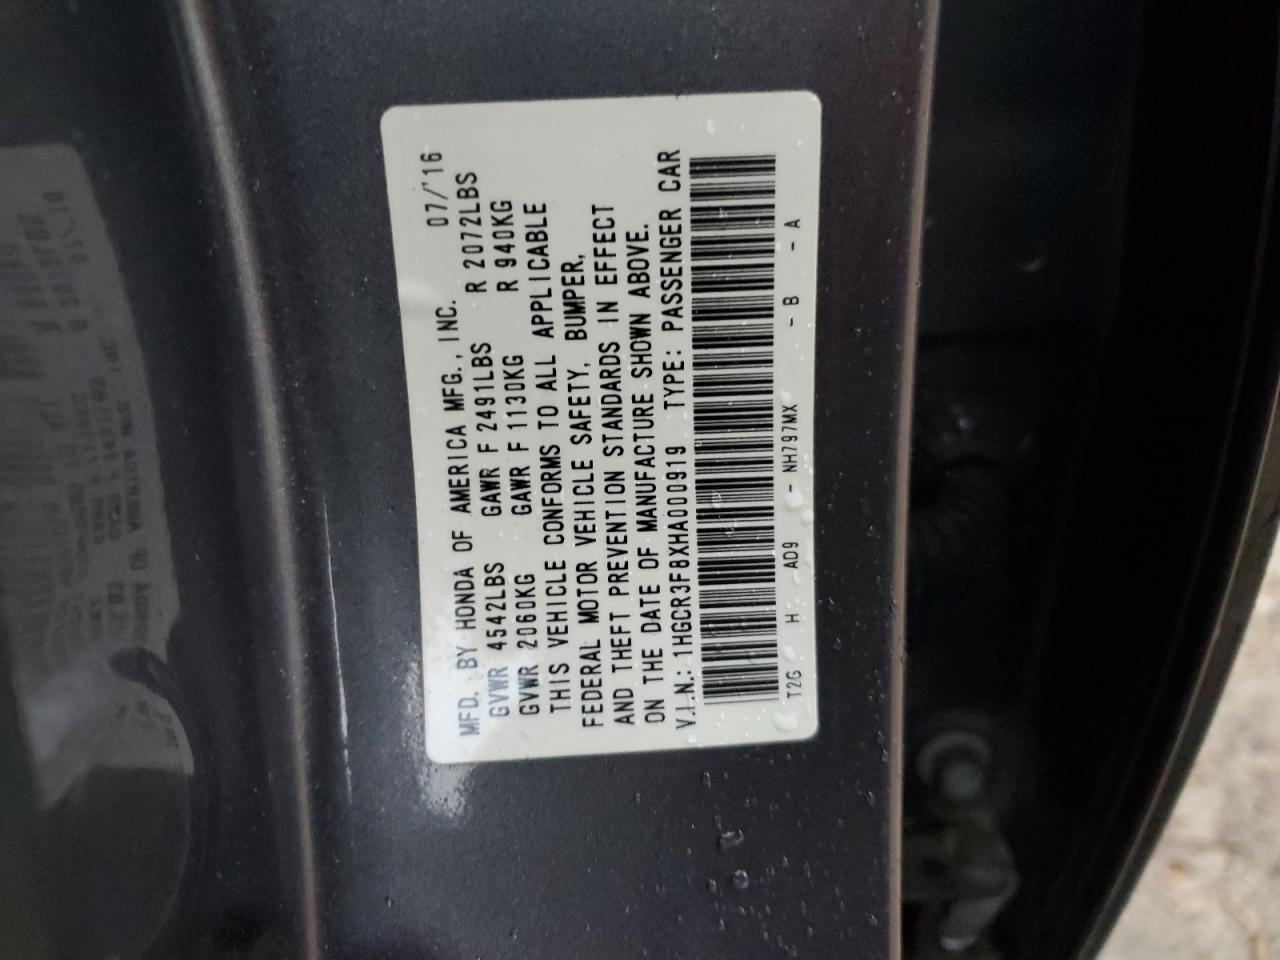 MFD. BY HONDA OF AMERICA MFG., INC. 07/'16
GVWR 4542LBS GAWR F 2491LBS R 2072LBS
GVWR 2060KG GAWR F 1130KG R 940KG
THIS VEHICLE CONFORMS TO ALL APPLICABLE
FEDERAL MOTOR VEHICLE SAFETY, BUMPER,
AND THEFT PREVENTION STANDARDS IN EFFECT
ON THE DATE OF MANUFACTURE SHOWN ABOVE.
V.I.N.: 1HGCR3F8XHA000919 TYPE: PASSENGER CAR
T2G H AD9 - NH797MX - B - A